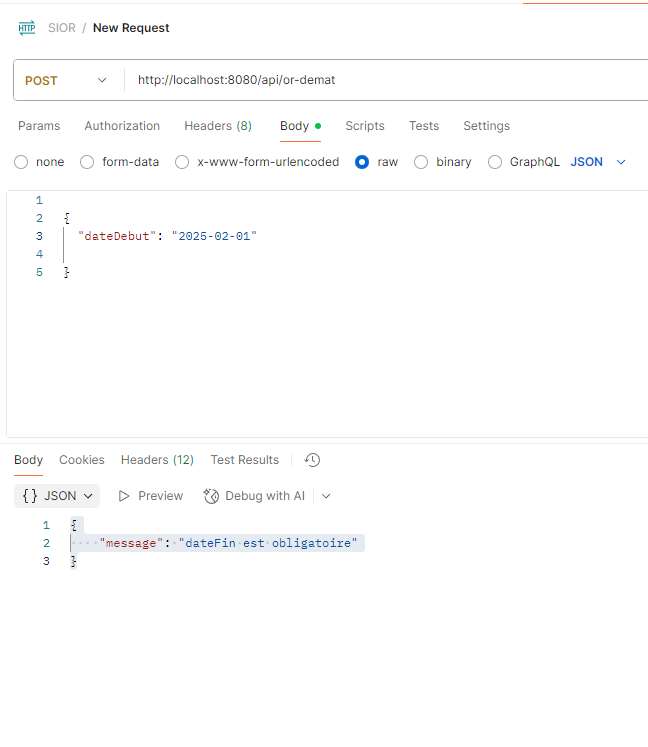 HTTP SIOR / New Request
POST http://localhost:8080/api/or-demat
Params Authorization Headers (8) Body Scripts Tests Settings
none form-data x-www-form-urlencoded raw binary GraphQL JSON
1
2 {
3 "dateDebut": "2025-02-01"
4
5 }
Body Cookies Headers (12) Test Results
{} JSON Preview Debug with AI
1 {
2 "message": "dateFin est obligatoire"
3 }